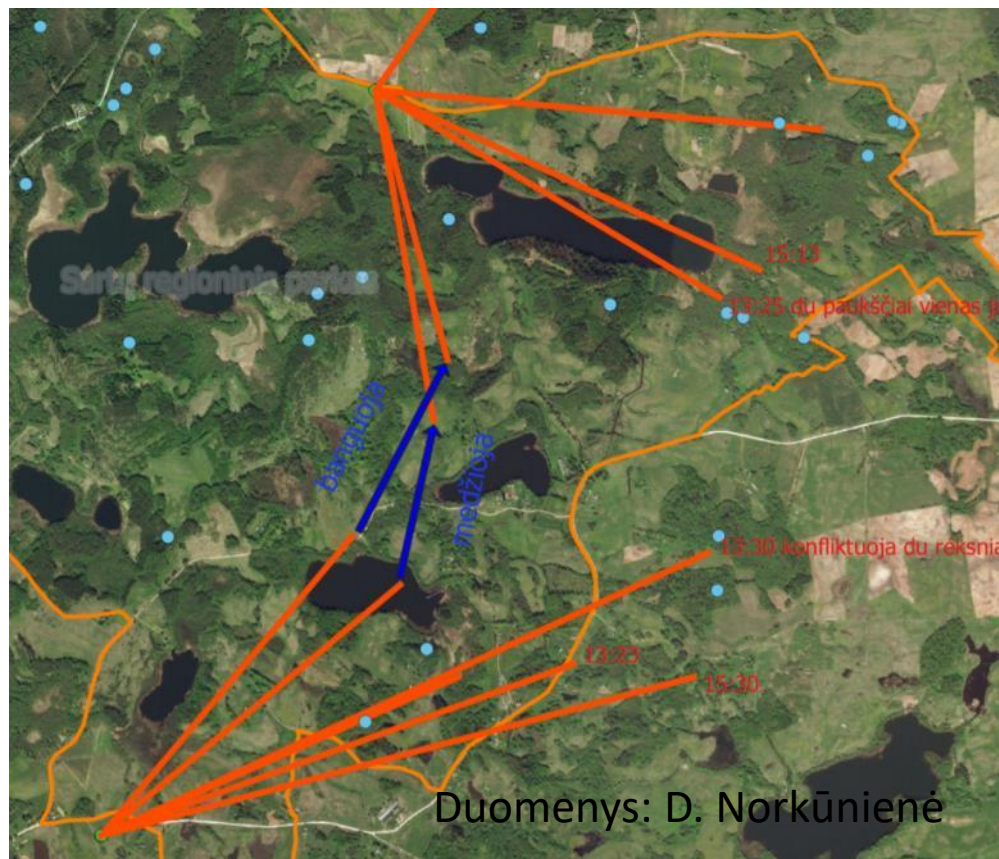 15:13
Sartų regioninis parkas
13:25 du paukščiai vienas j
banguoja
medžioja
13:30 konfliktuoja du rėksnia
13:23
15:30
Duomenys: D. Norkūnienė